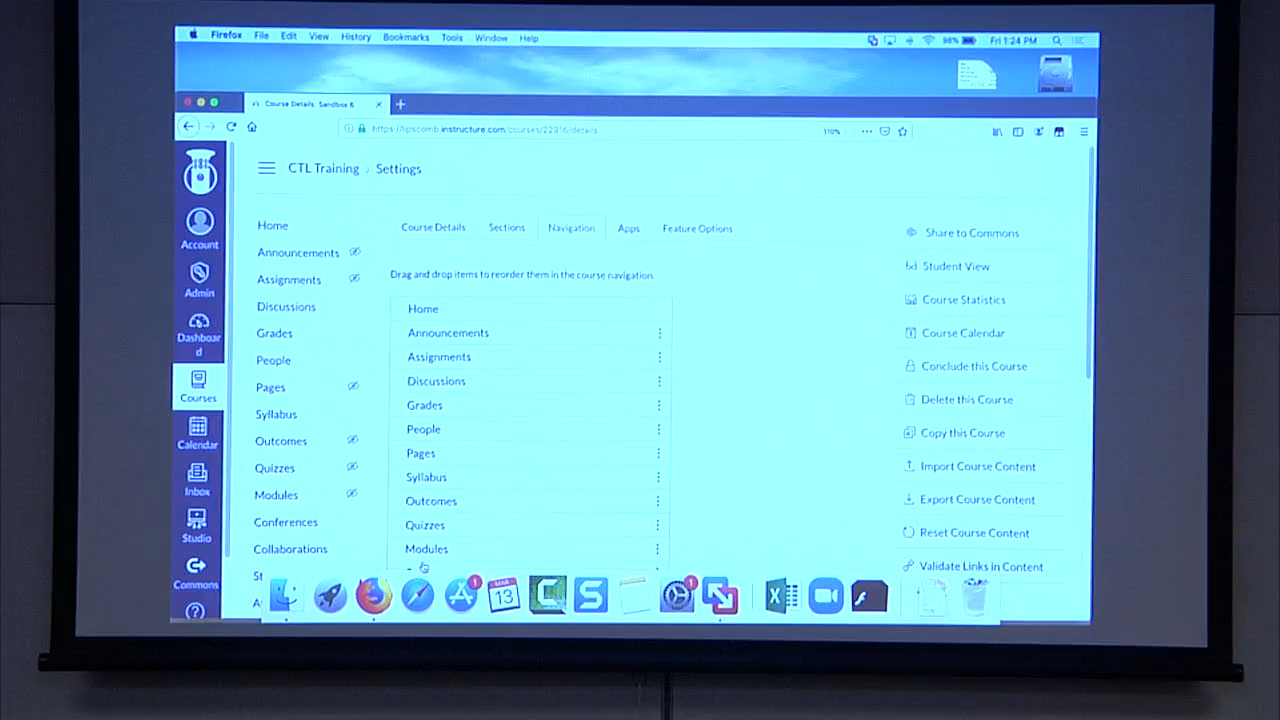 Firefox File Edit View History Bookmarks Tools Window Help 98% Fri 1:24 PM
Course Details: Sandbox 6
https://lipscomb.instructure.com/courses/22916/details 110%
CTL Training › Settings
Account
Admin
Dashboar
d
Courses
Calendar
Inbox
Studio
Commons
Home
Announcements
Assignments
Discussions
Grades
People
Pages
Syllabus
Outcomes
Quizzes
Modules
Conferences
Collaborations
St
A
Course Details Sections Navigation Apps Feature Options
Drag and drop items to reorder them in the course navigation.
Home
Announcements
Assignments
Discussions
Grades
People
Pages
Syllabus
Outcomes
Quizzes
Modules
Share to Commons
Student View
Course Statistics
Course Calendar
Conclude this Course
Delete this Course
Copy this Course
Import Course Content
Export Course Content
Reset Course Content
Validate Links in Content
1
MAR
13
1